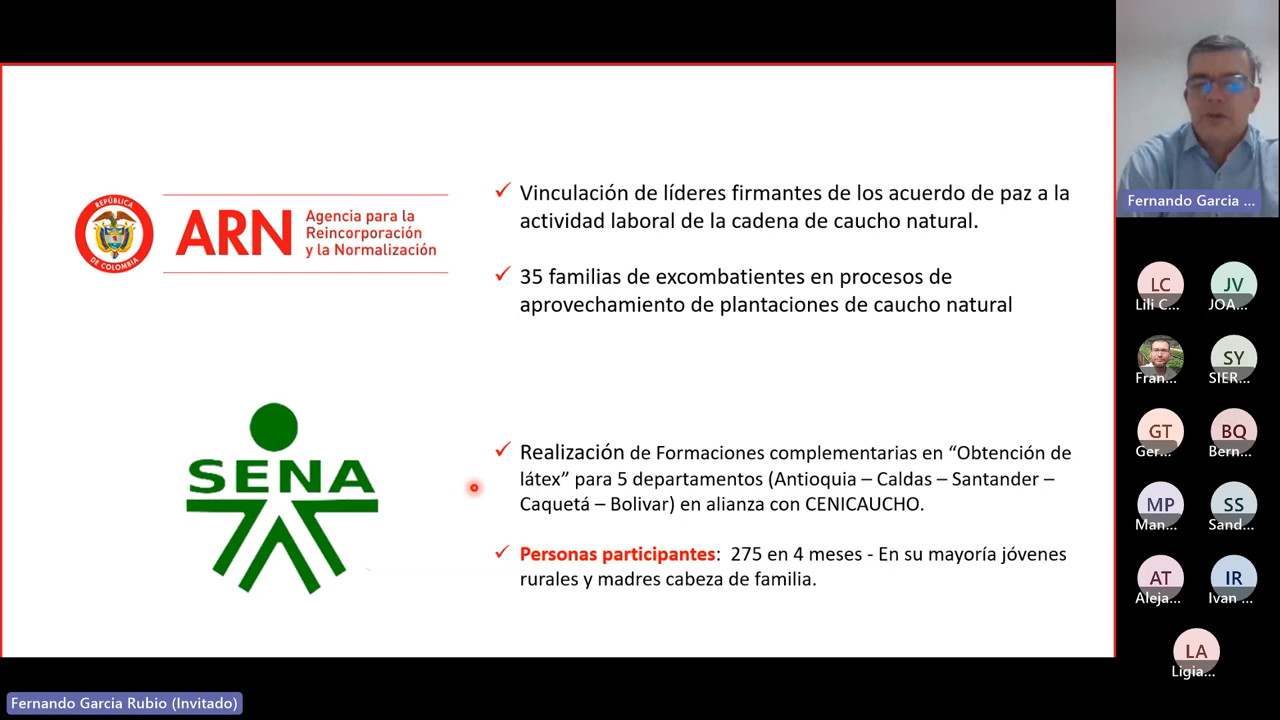 REPÚBLICA
DE COLOMBIA
ARN
Agencia para la
Reincorporación
y la Normalización
Vinculación de líderes firmantes de los acuerdo de paz a la
actividad laboral de la cadena de caucho natural.
35 familias de excombatientes en procesos de
aprovechamiento de plantaciones de caucho natural
SENA
Realización de Formaciones complementarias en “Obtención de
látex” para 5 departamentos (Antioquia – Caldas – Santander –
Caquetá – Bolivar) en alianza con CENICAUCHO.
Personas participantes: 275 en 4 meses - En su mayoría jóvenes
rurales y madres cabeza de familia.
Fernando Garcia Rubio (Invitado)
Fernando Garcia ...
LC
Lili C...
JV
JOA...
Fran...
SY
SIER...
GT
Ger...
BQ
Bern...
MP
Man...
SS
Sand...
AT
Aleja...
IR
Ivan ...
LA
Ligia...